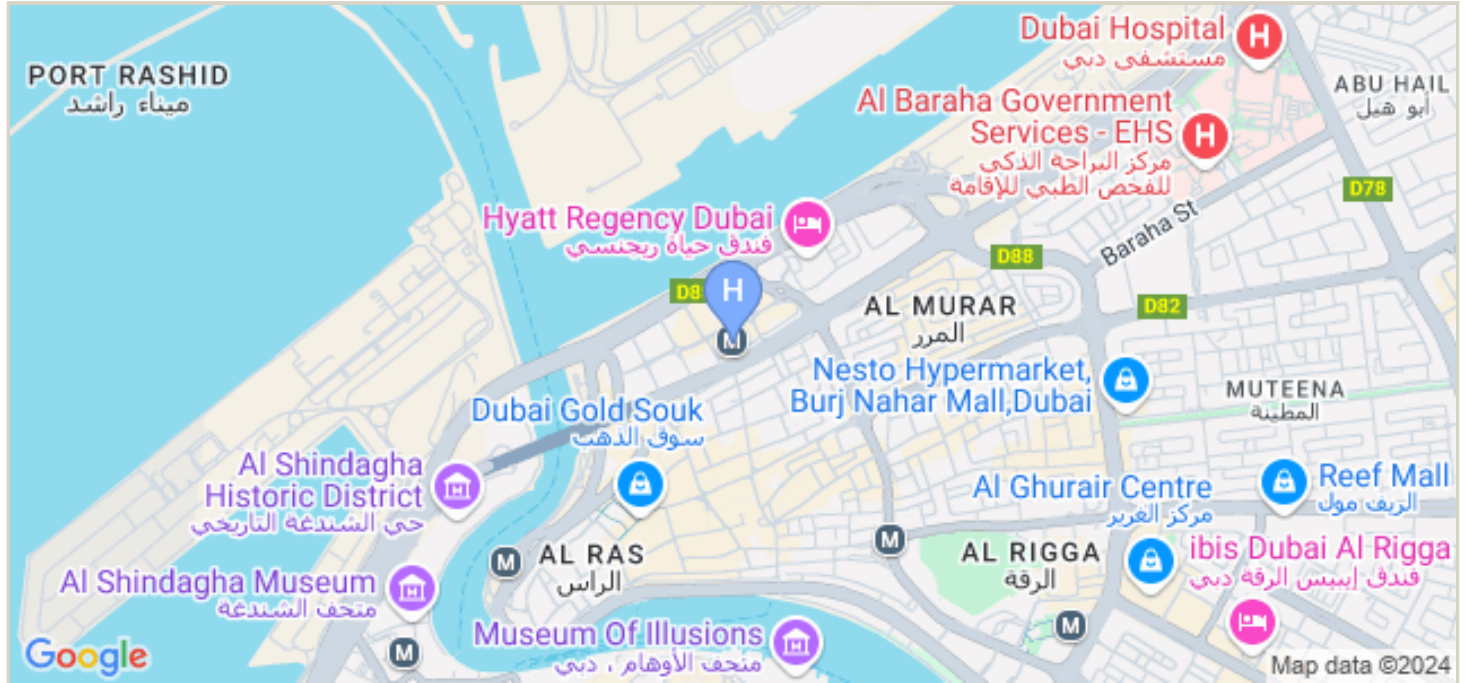 Dubai Hospital
مستشفى دبي
PORT RASHID
ميناء راشد
ABU HAIL
أبو هيل
Al Baraha Government
Services - EHS
مركز البراحة الذكي
للفحص الطبي للإقامة
H
H
D78
Hyatt Regency Dubai
فندق حياة ريجنسي
Baraha St
D88
D8
H
AL MURAR
المرر
D82
M
Nesto Hypermarket,
Burj Nahar Mall,Dubai
MUTEENA
المطينة
Dubai Gold Souk
سوق الذهب
Al Shindagha
Historic District
حي الشندغة التاريخي
Al Ghurair Centre
مركز الغرير
Reef Mall
الريف مول
M
AL RAS
الراس
M
AL RIGGA
الرقة
ibis Dubai Al Rigga
فندق إيبيس الرقة دبي
Al Shindagha Museum
متحف الشندغة
M
Museum Of Illusions
متحف الأوهام ، دبي
M
Google
Map data ©2024